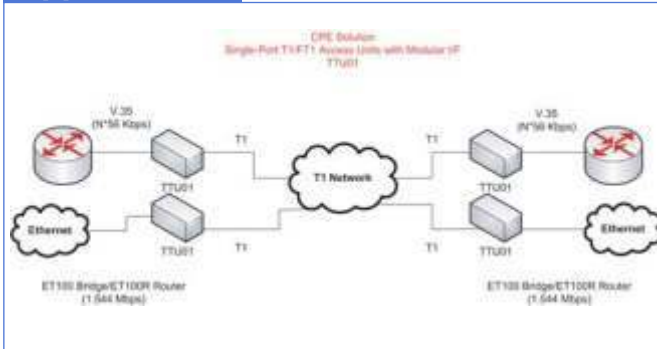 CPE Solution
Single-Port T1/FT1 Access Units with Modular I/F
TTU01
V.35
(N*56 Kbps)
T1
TTU01
T1 Network
T1
V.35
(N*56 Kbps)
TTU01
Ethernet
TTU01
T1
T1
TTU01
Ethernet
ET100 Bridge/ET100R Router
(1.544 Mbps)
ET100 Bridge/ET100R Router
(1.544 Mbps)